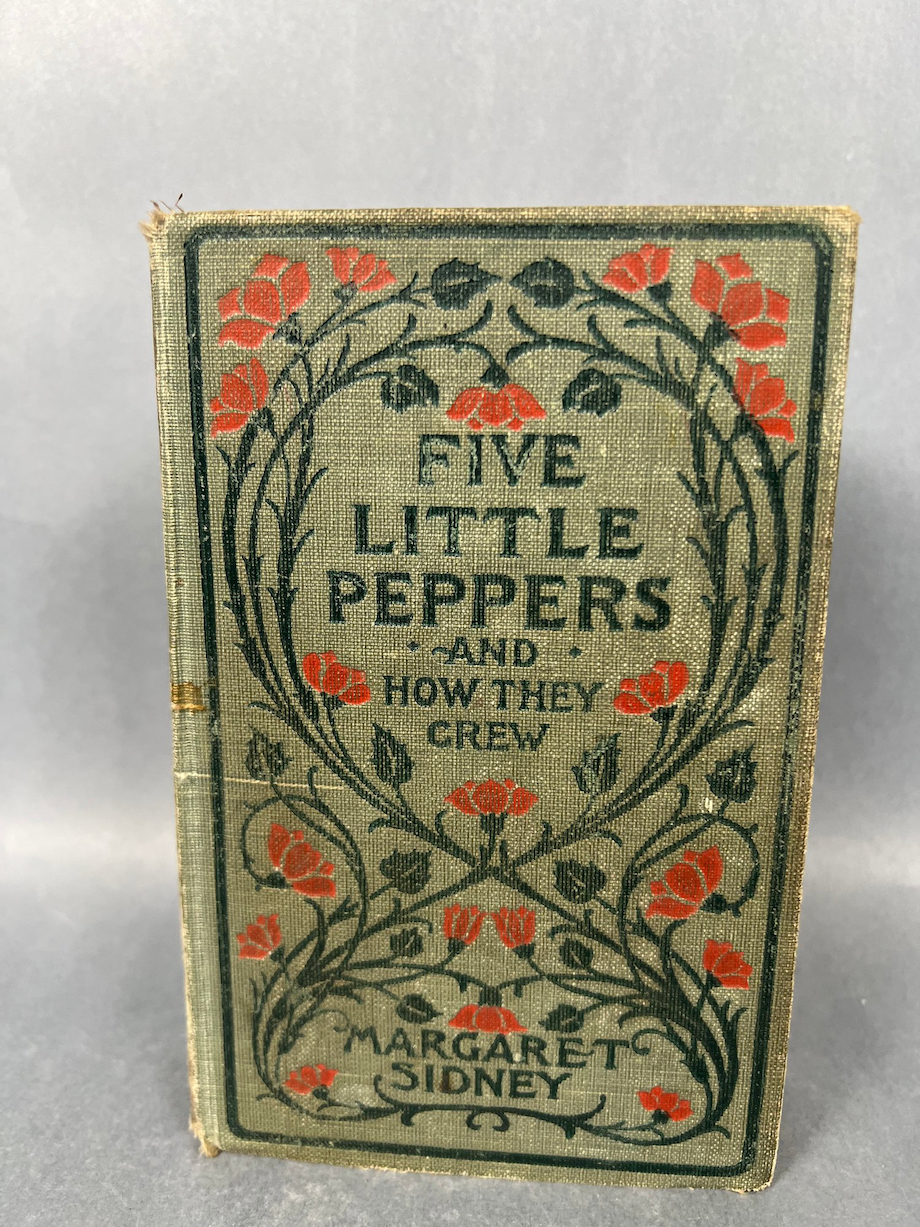 FIVE
LITTLE
PEPPERS
· AND ·
HOW THEY
GREW
MARGARET
SIDNEY